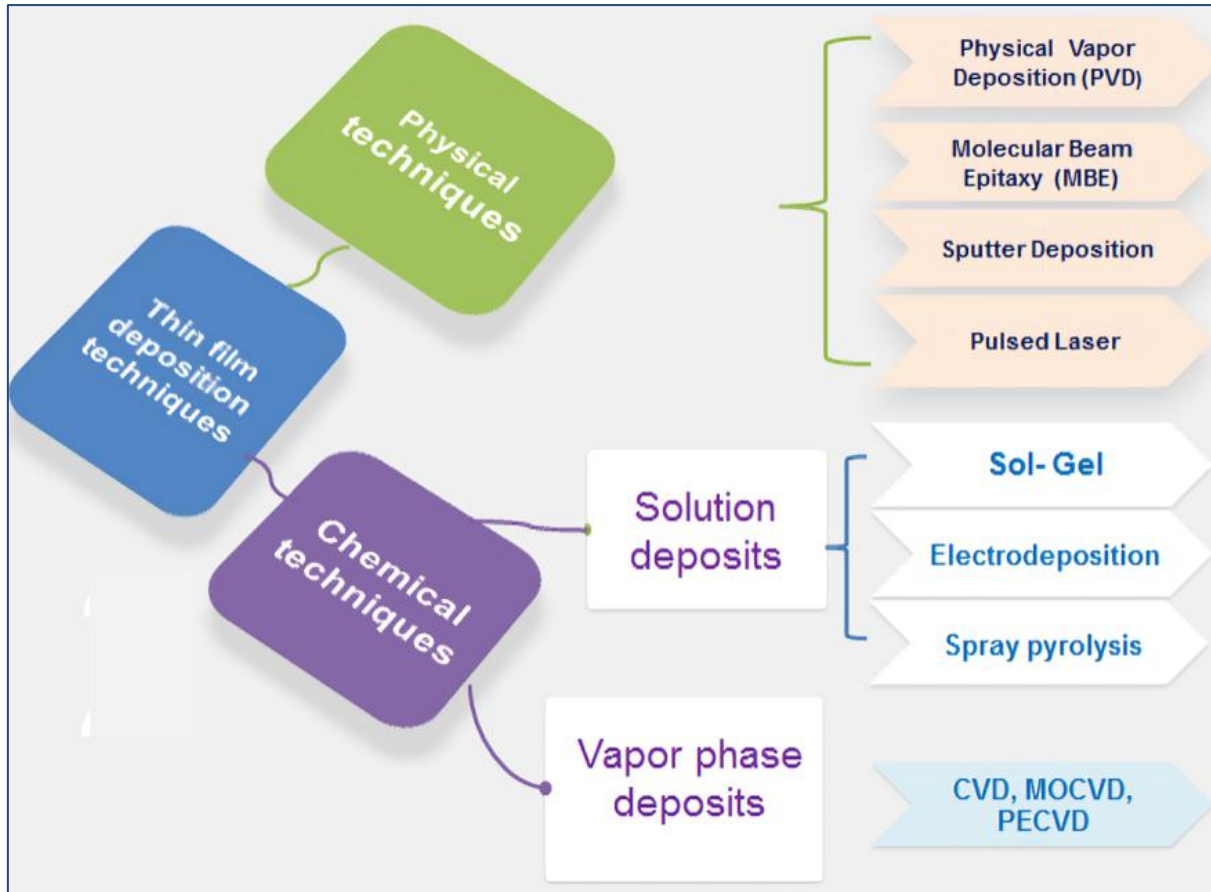 Physical
techniques
Thin film
deposition
techniques
Chemical
techniques
Physical Vapor
Deposition (PVD)
Molecular Beam
Epitaxy (MBE)
Sputter Deposition
Pulsed Laser
Solution
deposits
Sol- Gel
Electrodeposition
Spray pyrolysis
Vapor phase
deposits
CVD, MOCVD,
PECVD